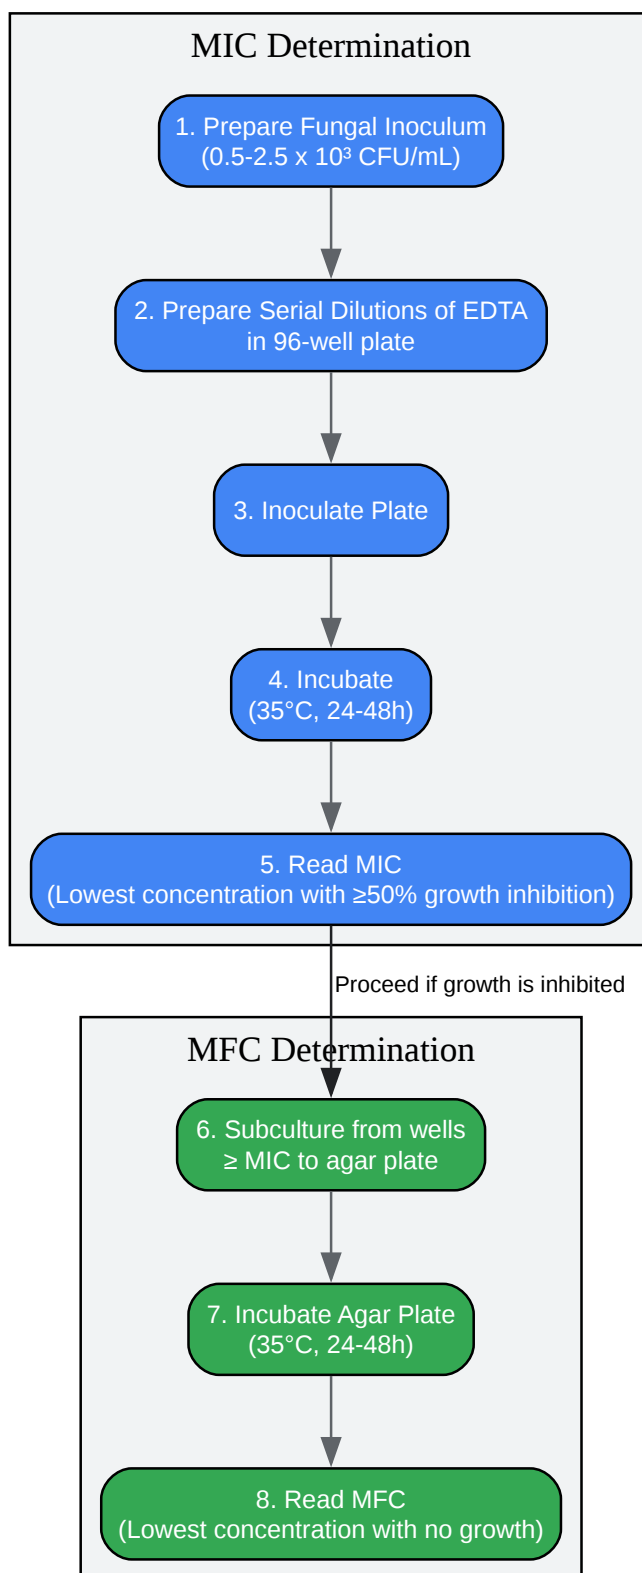 MIC Determination
1. Prepare Fungal Inoculum
(0.5-2.5 x 10³ CFU/mL)
2. Prepare Serial Dilutions of EDTA
in 96-well plate
3. Inoculate Plate
4. Incubate
(35°C, 24-48h)
5. Read MIC
(Lowest concentration with ≥50% growth inhibition)
Proceed if growth is inhibited
MFC Determination
6. Subculture from wells
≥ MIC to agar plate
7. Incubate Agar Plate
(35°C, 24-48h)
8. Read MFC
(Lowest concentration with no growth)